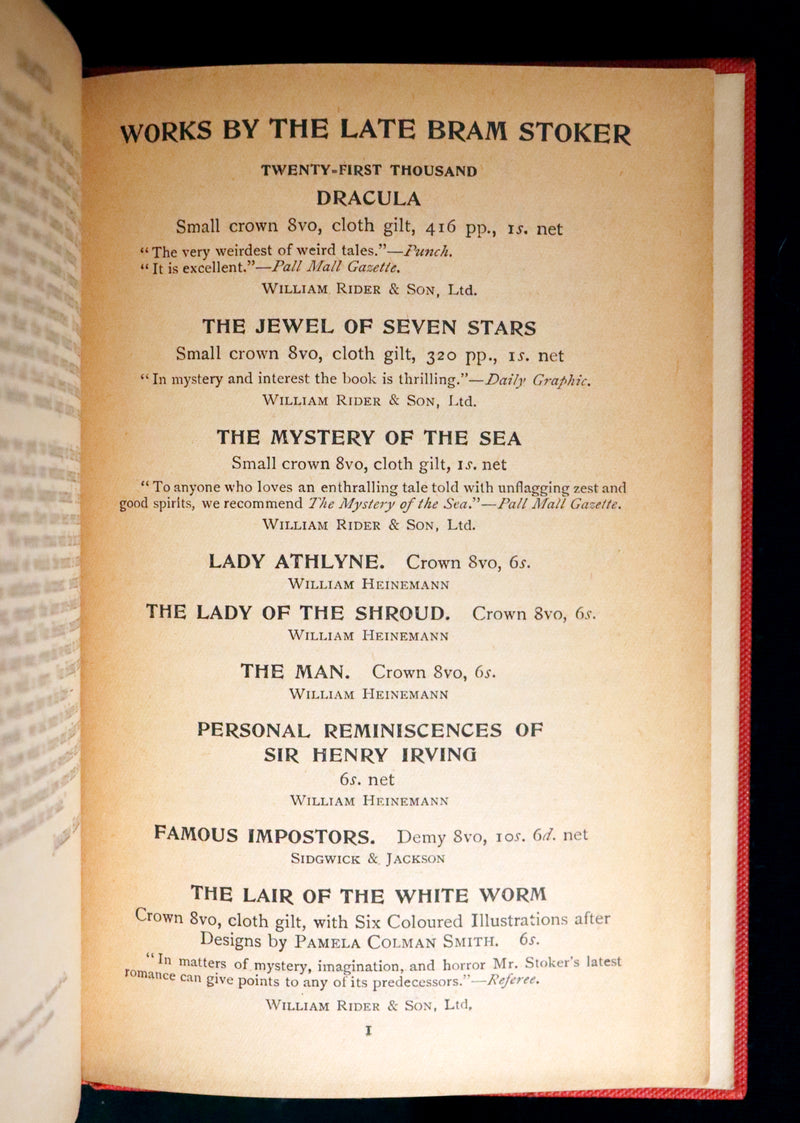 WORKS BY THE LATE BRAM STOKER
TWENTY-FIRST THOUSAND
DRACULA
Small crown 8vo, cloth gilt, 416 pp., 1s. net
“The very weirdest of weird tales.”—Punch.
“It is excellent.”—Pall Mall Gazette.
WILLIAM RIDER & SON, Ltd.
THE JEWEL OF SEVEN STARS
Small crown 8vo, cloth gilt, 320 pp., 1s. net
“In mystery and interest the book is thrilling.”—Daily Graphic.
WILLIAM RIDER & SON, Ltd.
THE MYSTERY OF THE SEA
Small crown 8vo, cloth gilt, 1s. net
“To anyone who loves an enthralling tale told with unflagging zest and
good spirits, we recommend The Mystery of the Sea.”—Pall Mall Gazette.
WILLIAM RIDER & SON, Ltd.
LADY ATHLYNE. Crown 8vo, 6s.
WILLIAM HEINEMANN
THE LADY OF THE SHROUD. Crown 8vo, 6s.
WILLIAM HEINEMANN
THE MAN. Crown 8vo, 6s.
WILLIAM HEINEMANN
PERSONAL REMINISCENCES OF
SIR HENRY IRVING
6s. net
WILLIAM HEINEMANN
FAMOUS IMPOSTORS. Demy 8vo, 10s. 6d. net
SIDGWICK & JACKSON
THE LAIR OF THE WHITE WORM
Crown 8vo, cloth gilt, with Six Coloured Illustrations after
Designs by PAMELA COLMAN SMITH. 6s.
“In matters of mystery, imagination, and horror Mr. Stoker's latest
romance can give points to any of its predecessors.”—Referee.
WILLIAM RIDER & SON, Ltd,
I